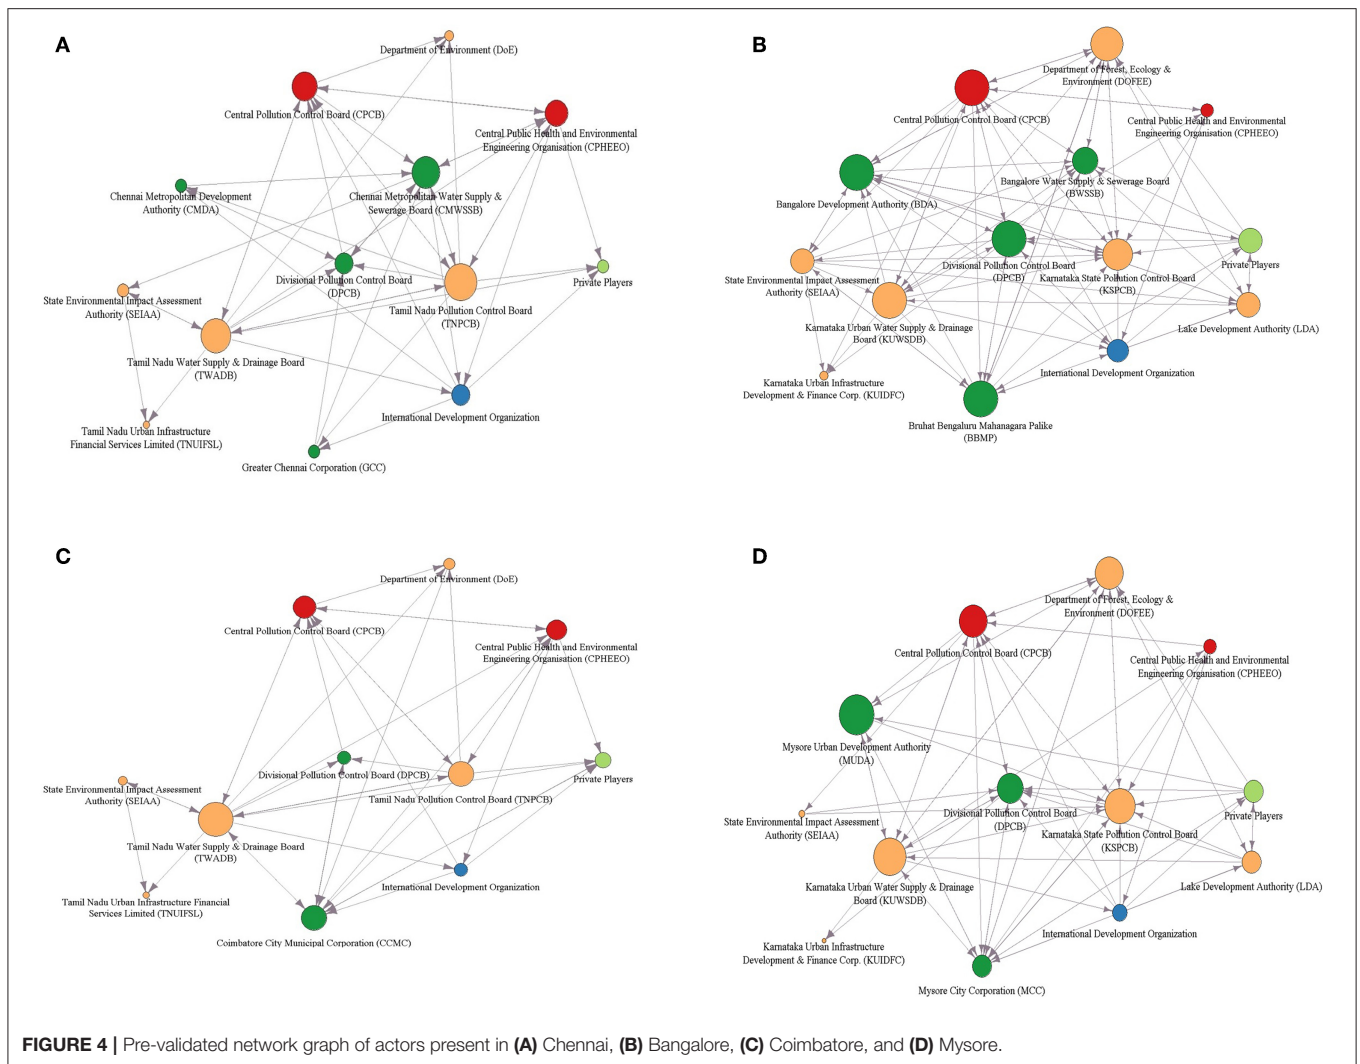 A
Department of Environment (DoE)
Central Pollution Control Board (CPCB)
Central Public Health and Environmental
Engineering Organisation (CPHEEO)
Chennai Metropolitan Development
Authority (CMDA)
Chennai Metropolitan Water Supply &
Sewerage Board (CMWSSB)
Divisional Pollution Control Board
(DPCB)
Private Players
State Environmental Impact Assessment
Authority (SEIAA)
Tamil Nadu Pollution Control Board
(TNPCB)
Tamil Nadu Water Supply & Drainage Board
(TWADB)
International Development Organization
Tamil Nadu Urban Infrastructure
Financial Services Limited (TNUIFSL)
Greater Chennai Corporation (GCC)
B
Department of Forest, Ecology &
Environment (DOFEE)
Central Pollution Control Board (CPCB)
Central Public Health and Environmental
Engineering Organisation (CPHEEO)
Bangalore Water Supply & Sewerage Board
(BWSSB)
Bangalore Development Authority (BDA)
Divisional Pollution Control Board
(DPCB)
Private Players
State Environmental Impact Assessment
Authority (SEIAA)
Karnataka State Pollution Control Board
(KSPCB)
Karnataka Urban Water Supply & Drainage
Board (KUWSDB)
Lake Development Authority (LDA)
International Development Organization
Karnataka Urban Infrastructure
Development & Finance Corp. (KUIDFC)
Bruhat Bengaluru Mahanagara Palike
(BBMP)
C
Department of Environment (DoE)
Central Pollution Control Board (CPCB)
Central Public Health and Environmental
Engineering Organisation (CPHEEO)
Divisional Pollution Control Board (DPCB)
Private Players
State Environmental Impact Assessment
Authority (SEIAA)
Tamil Nadu Pollution Control Board (TNPCB)
Tamil Nadu Water Supply & Drainage Board
(TWADB)
International Development Organization
Tamil Nadu Urban Infrastructure Financial
Services Limited (TNUIFSL)
Coimbatore City Municipal Corporation (CCMC)
D
Department of Forest, Ecology &
Environment (DOFEE)
Central Pollution Control Board (CPCB)
Central Public Health and Environmental
Engineering Organisation (CPHEEO)
Mysore Urban Development Authority
(MUDA)
Divisional Pollution Control Board
(DPCB)
Private Players
State Environmental Impact Assessment
Authority (SEIAA)
Karnataka State Pollution Control Board
(KSPCB)
Karnataka Urban Water Supply & Drainage
Board (KUWSDB)
Lake Development Authority (LDA)
International Development Organization
Karnataka Urban Infrastructure
Development & Finance Corp. (KUIDFC)
Mysore City Corporation (MCC)
FIGURE 4 | Pre-validated network graph of actors present in (A) Chennai, (B) Bangalore, (C) Coimbatore, and (D) Mysore.